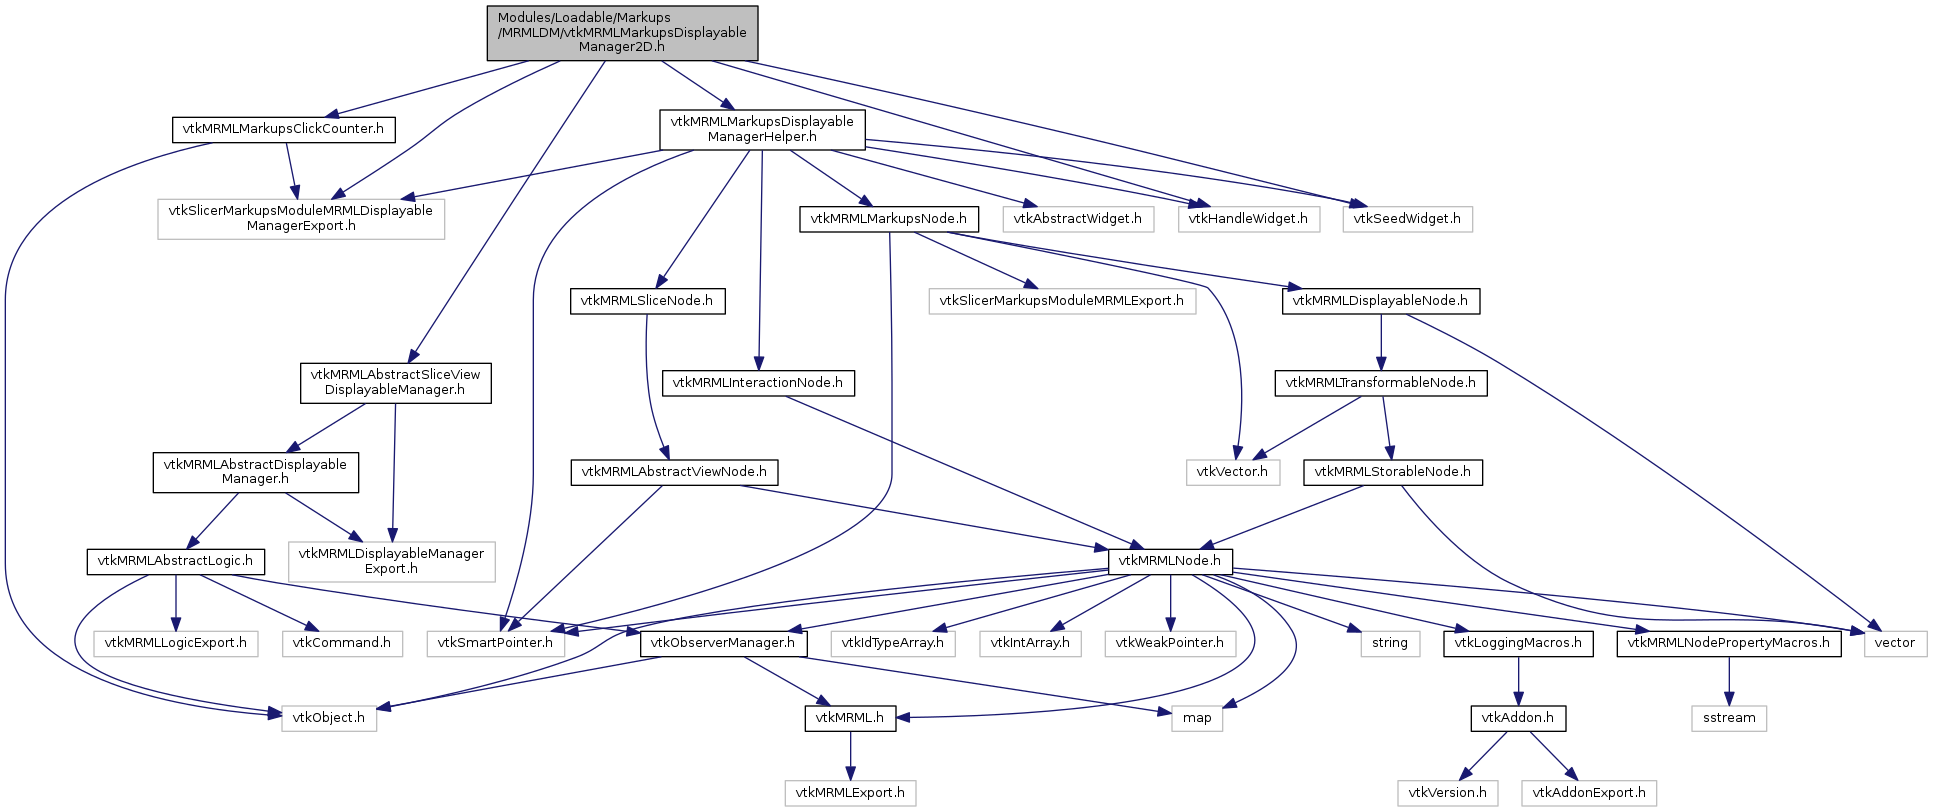 Modules/Loadable/Markups
/MRMLDM/vtkMRMLMarkupsDisplayable
Manager2D.h
vtkMRMLMarkupsClickCounter.h
vtkMRMLMarkupsDisplayable
ManagerHelper.h
vtkSlicerMarkupsModuleMRMLDisplayable
ManagerExport.h
vtkMRMLMarkupsNode.h
vtkAbstractWidget.h
vtkHandleWidget.h
vtkSeedWidget.h
vtkMRMLSliceNode.h
vtkSlicerMarkupsModuleMRMLExport.h
vtkMRMLDisplayableNode.h
vtkMRMLAbstractSliceView
DisplayableManager.h
vtkMRMLInteractionNode.h
vtkMRMLTransformableNode.h
vtkMRMLAbstractDisplayable
Manager.h
vtkMRMLAbstractViewNode.h
vtkVector.h
vtkMRMLStorableNode.h
vtkMRMLAbstractLogic.h
vtkMRMLDisplayableManager
Export.h
vtkMRMLNode.h
vtkMRMLLogicExport.h
vtkCommand.h
vtkSmartPointer.h
vtkObserverManager.h
vtkIdTypeArray.h
vtkIntArray.h
vtkWeakPointer.h
string
vtkLoggingMacros.h
vtkMRMLNodePropertyMacros.h
vector
vtkObject.h
vtkMRML.h
map
vtkAddon.h
sstream
vtkMRMLExport.h
vtkVersion.h
vtkAddonExport.h